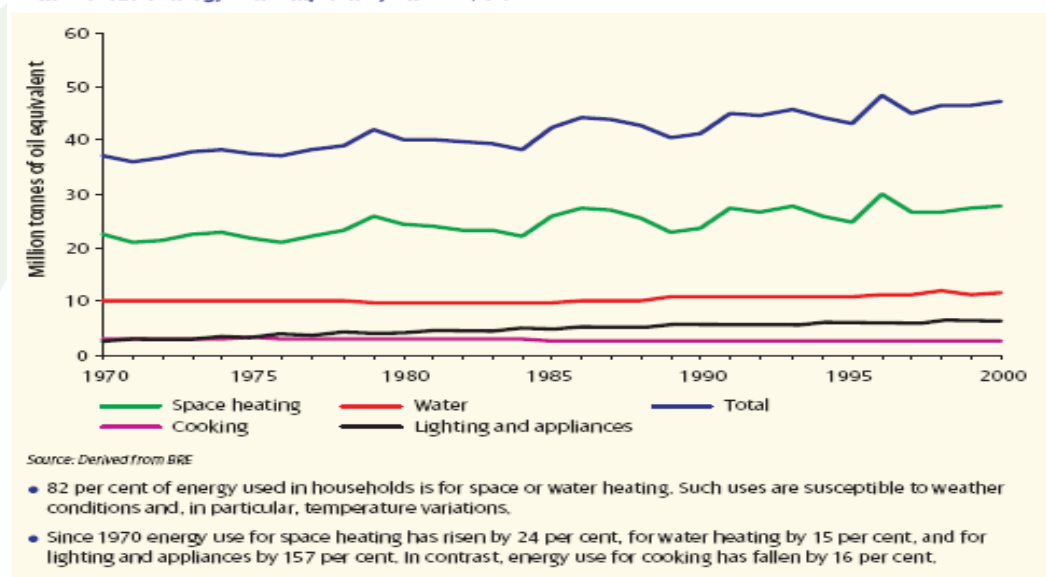 60
50
40
30
20
10
0
Million tonnes of oil equivalent
1970 1975 1980 1985 1990 1995 2000
Space heating Water Total
Cooking Lighting and appliances
Source: Derived from BRE
• 82 per cent of energy used in households is for space or water heating. Such uses are susceptible to weather
conditions and, in particular, temperature variations.
• Since 1970 energy use for space heating has risen by 24 per cent, for water heating by 15 per cent, and for
lighting and appliances by 157 per cent. In contrast, energy use for cooking has fallen by 16 per cent.